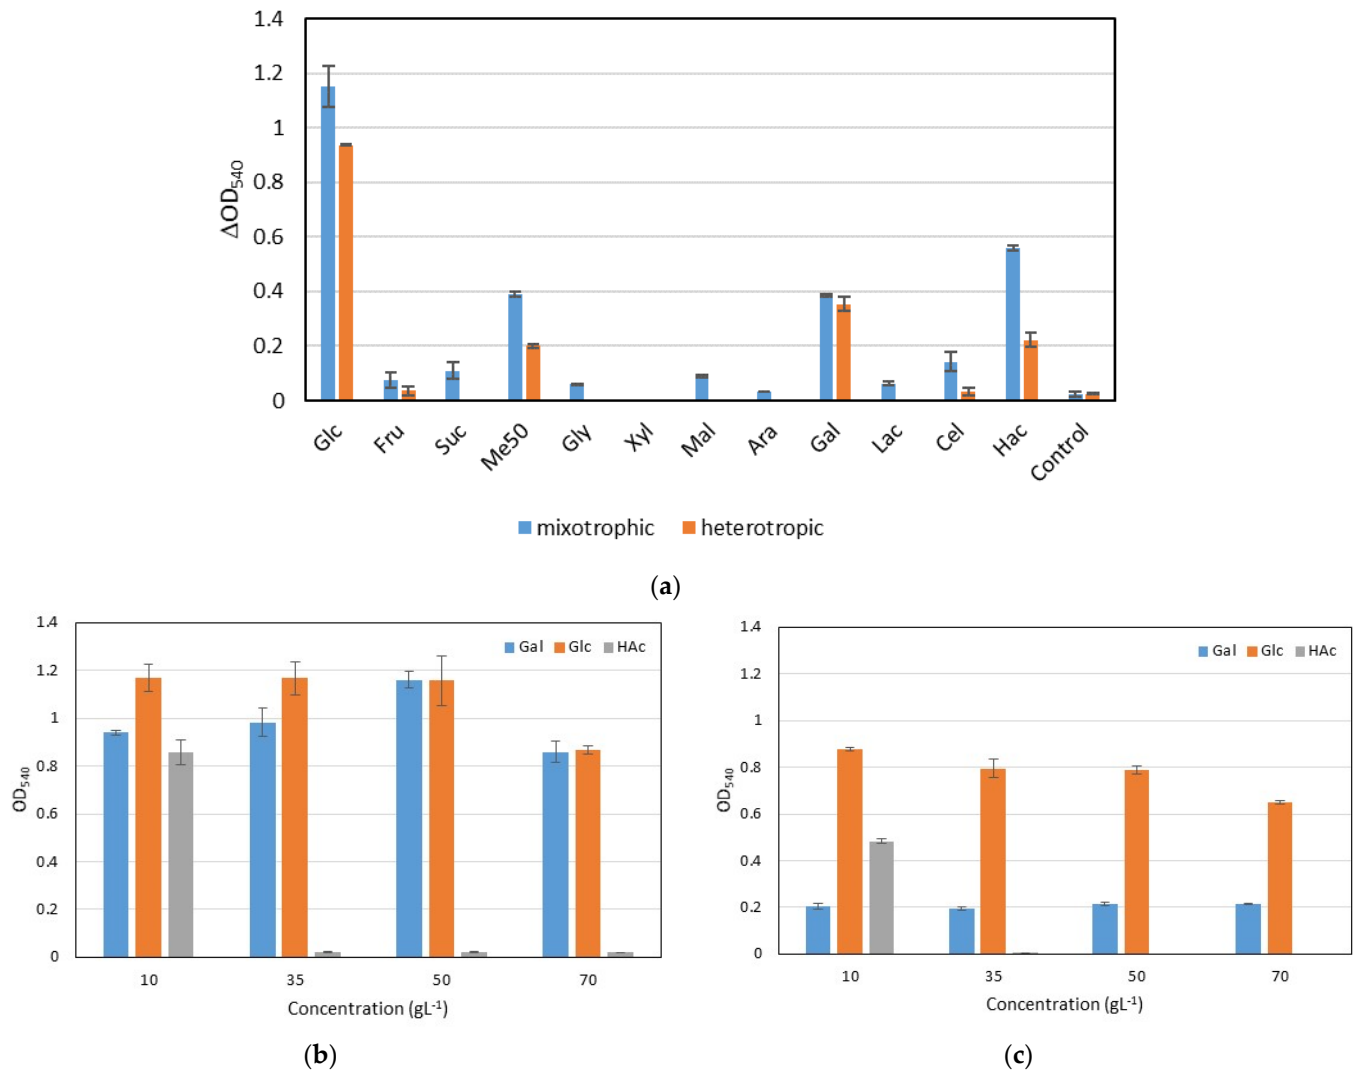 1.4
1.2
1
0.8
0.6
0.4
0.2
0
ΔOD540
Glc Fru Suc Me50 Gly Xyl Mal Ara Gal Lac Cel Hac Control
mixotrophic heterotropic
(a)
1.4
1.2
1
0.8
0.6
0.4
0.2
0
OD540
Gal Glc HAc
10 35 50 70
Concentration (gL-1)
(b)
1.4
1.2
1
0.8
0.6
0.4
0.2
0
OD540
Gal Glc HAc
10 35 50 70
Concentration (gL-1)
(c)